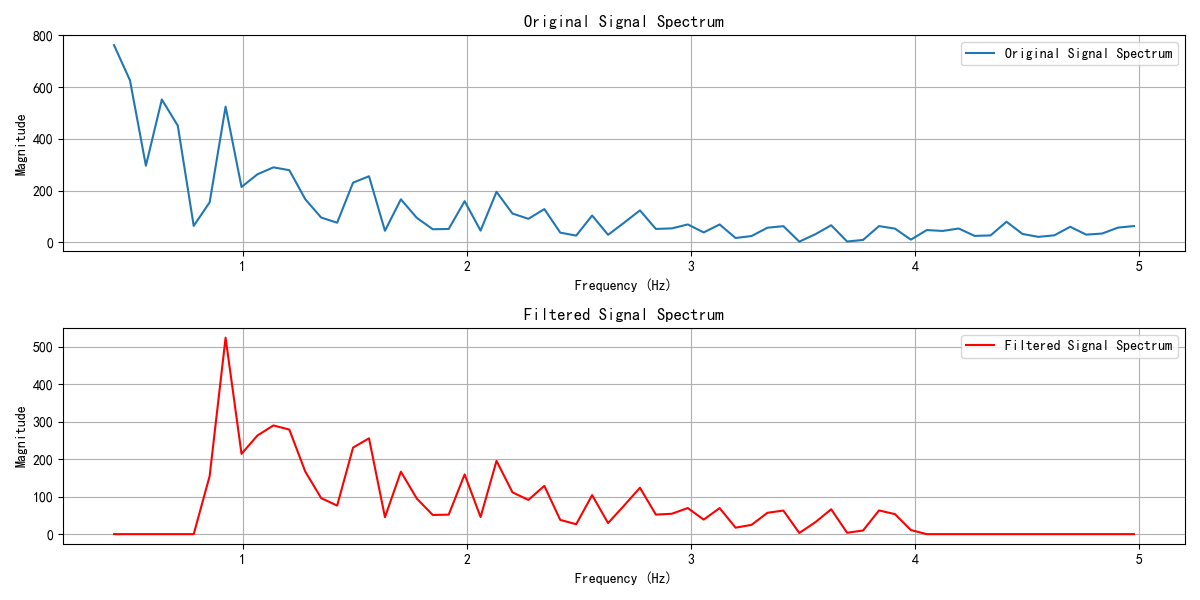 Original Signal Spectrum
800
600
400
200
0
Magnitude
Original Signal Spectrum
1 2 3 4 5
Frequency (Hz)
Filtered Signal Spectrum
500
400
300
200
100
0
Magnitude
Filtered Signal Spectrum
1 2 3 4 5
Frequency (Hz)